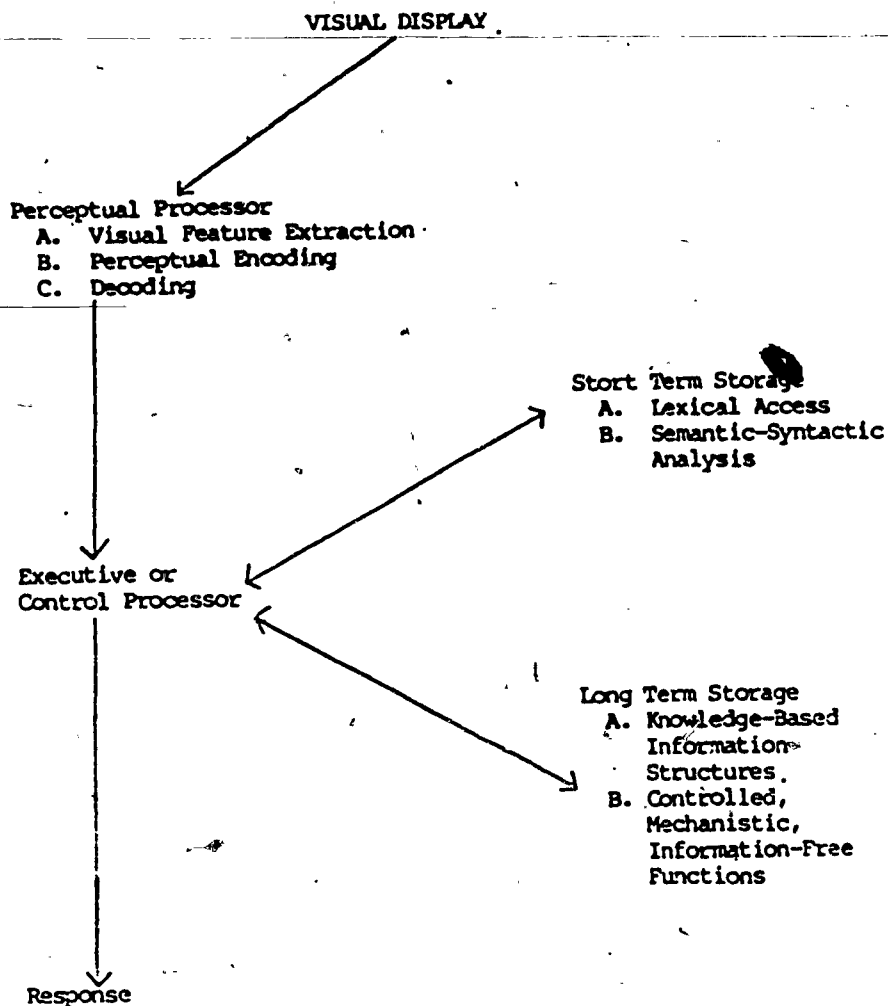 VISUAL DISPLAY
Perceptual Processor
A. Visual Feature Extraction
B. Perceptual Encoding
C. Decoding
Stort Term Storage
A. Lexical Access
B. Semantic-Syntactic
Analysis
Executive or
Control Processor
Long Term Storage
A. Knowledge-Based
Information
Structures
B. Controlled,
Mechanistic,
Information-Free
Functions
Response